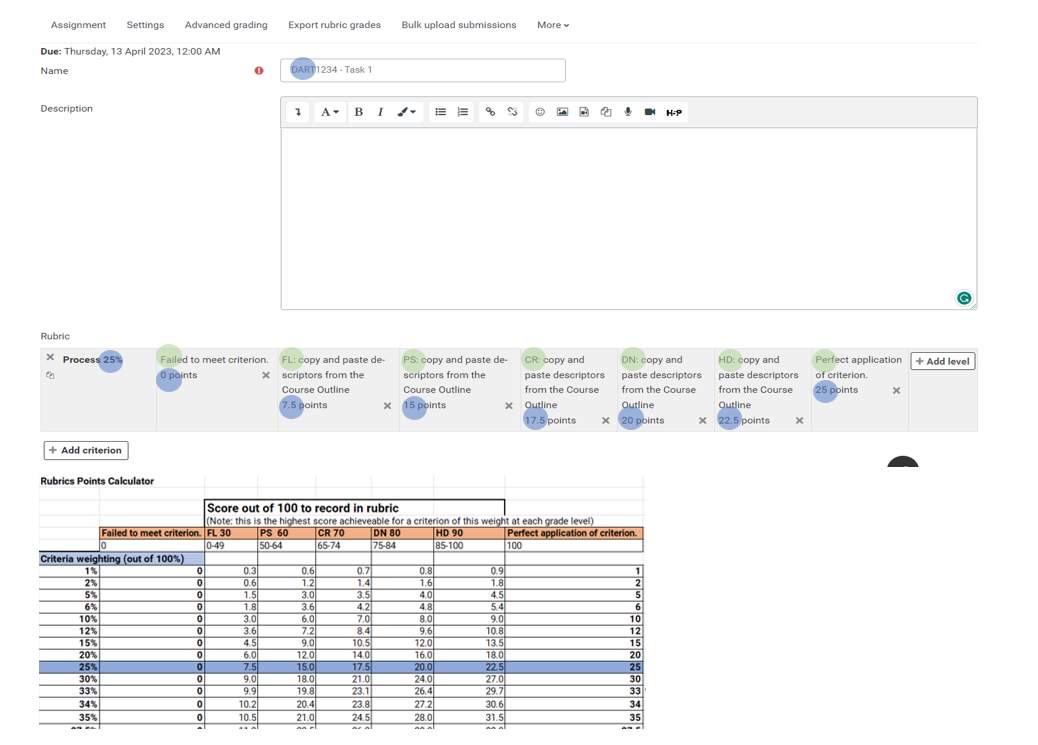 Assignment Settings Advanced grading Export rubric grades Bulk upload submissions More
Due: Thursday, 13 April 2023, 12:00 AM
Name
DART1234 - Task 1
Description
A B I H-P
Rubric
Process 25%
Failed to meet criterion.
0 points
FL: copy and paste de-
scriptors from the
Course Outline
7.5 points
PS: copy and paste de-
scriptors from the
Course Outline
15 points
CR: copy and
paste descriptors
from the Course
Outline
17.5 points
DN: copy and
paste descriptors
from the Course
Outline
20 points
HD: copy and
paste descriptors
from the Course
Outline
22.5 points
Perfect application
of criterion.
25 points
+ Add level
+ Add criterion
Rubrics Points Calculator
Score out of 100 to record in rubric
(Note: this is the highest score achieveable for a criterion of this weight at each grade level)
Failed to meet criterion. FL 30 PS 60 CR 70 DN 80 HD 90 Perfect application of criterion.
0 0-49 50-64 65-74 75-84 85-100 100
Criteria weighting (out of 100%)
1% 0 0.3 0.6 0.7 0.8 0.9 1
2% 0 0.6 1.2 1.4 1.6 1.8 2
5% 0 1.5 3.0 3.5 4.0 4.5 5
6% 0 1.8 3.6 4.2 4.8 5.4 6
10% 0 3.0 6.0 7.0 8.0 9.0 10
12% 0 3.6 7.2 8.4 9.6 10.8 12
15% 0 4.5 9.0 10.5 12.0 13.5 15
20% 0 6.0 12.0 14.0 16.0 18.0 20
25% 0 7.5 15.0 17.5 20.0 22.5 25
30% 0 9.0 18.0 21.0 24.0 27.0 30
33% 0 9.9 19.8 23.1 26.4 29.7 33
34% 0 10.2 20.4 23.8 27.2 30.6 34
35% 0 10.5 21.0 24.5 28.0 31.5 35